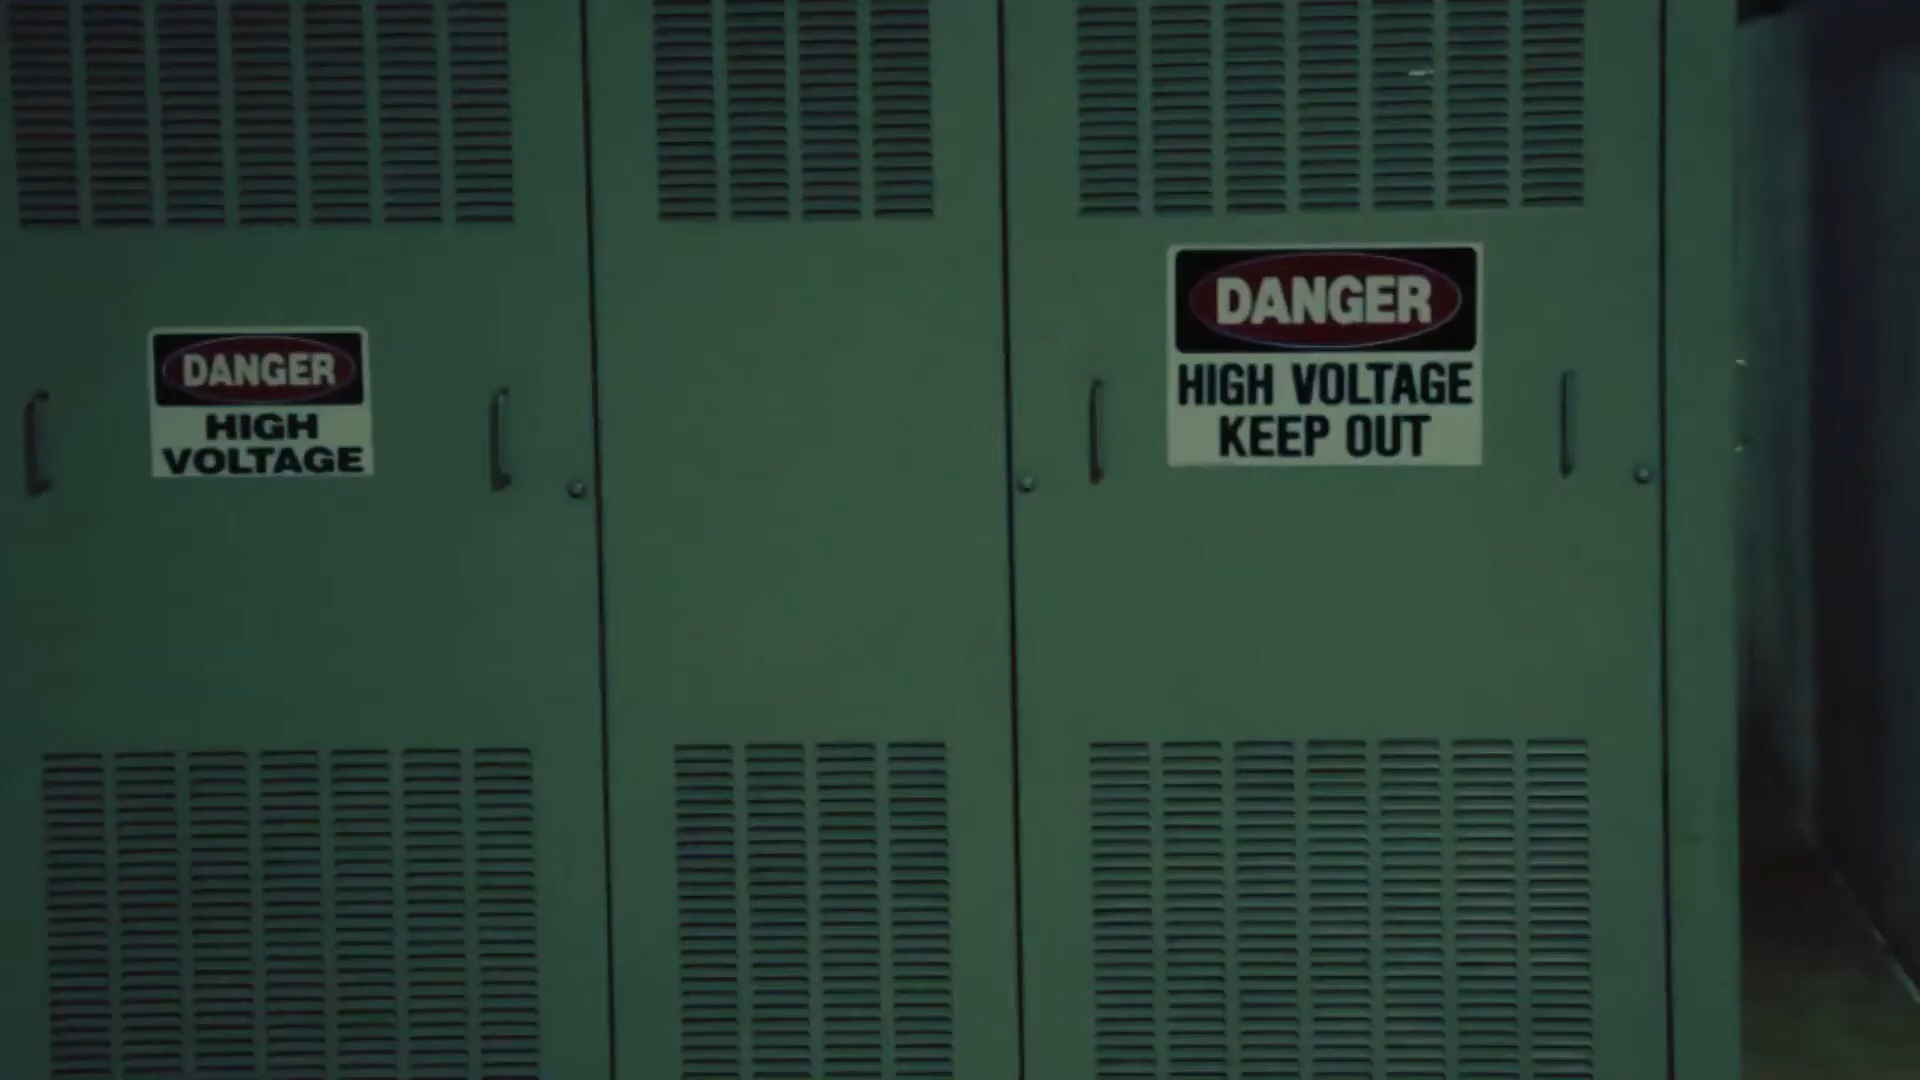 DANGER
HIGH
VOLTAGE
DANGER
HIGH VOLTAGE
KEEP OUT